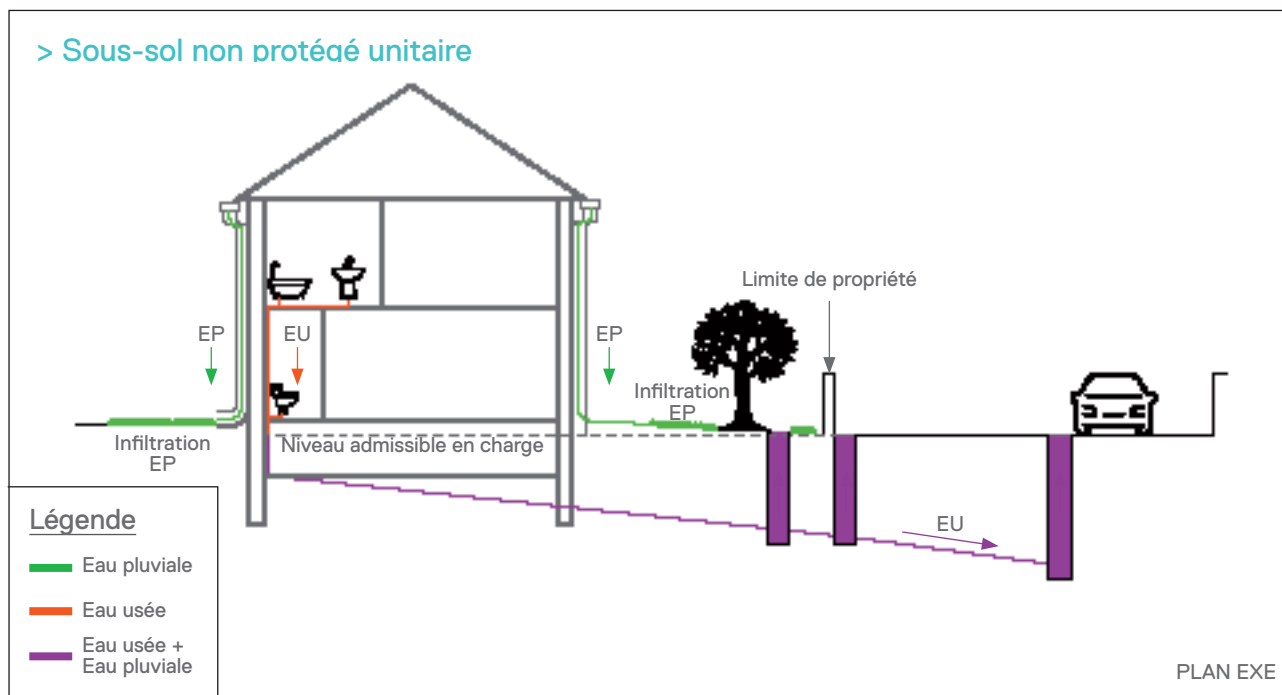 > Sous-sol non protégé unitaire
Limite de propriété
EP
EU
EP
Infiltration
EP
Infiltration
EP
Niveau admissible en charge
EU
Légende
Eau pluviale
Eau usée
Eau usée +
Eau pluviale
PLAN EXE